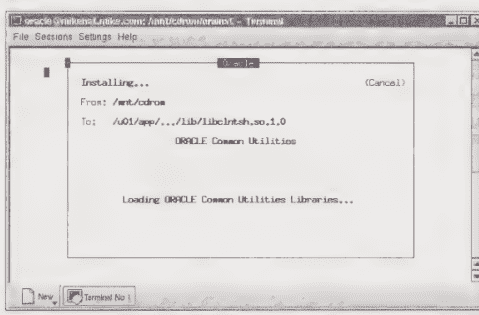 File Sessions Settings Help
Oracle
Installing...
(Cancel)
From: /mnt/cdrom
To: /u01/app/.../lib/libclntsh.so.1.0
ORACLE Common Utilities
Loading ORACLE Common Utilities Libraries...
New
Terminal No 1